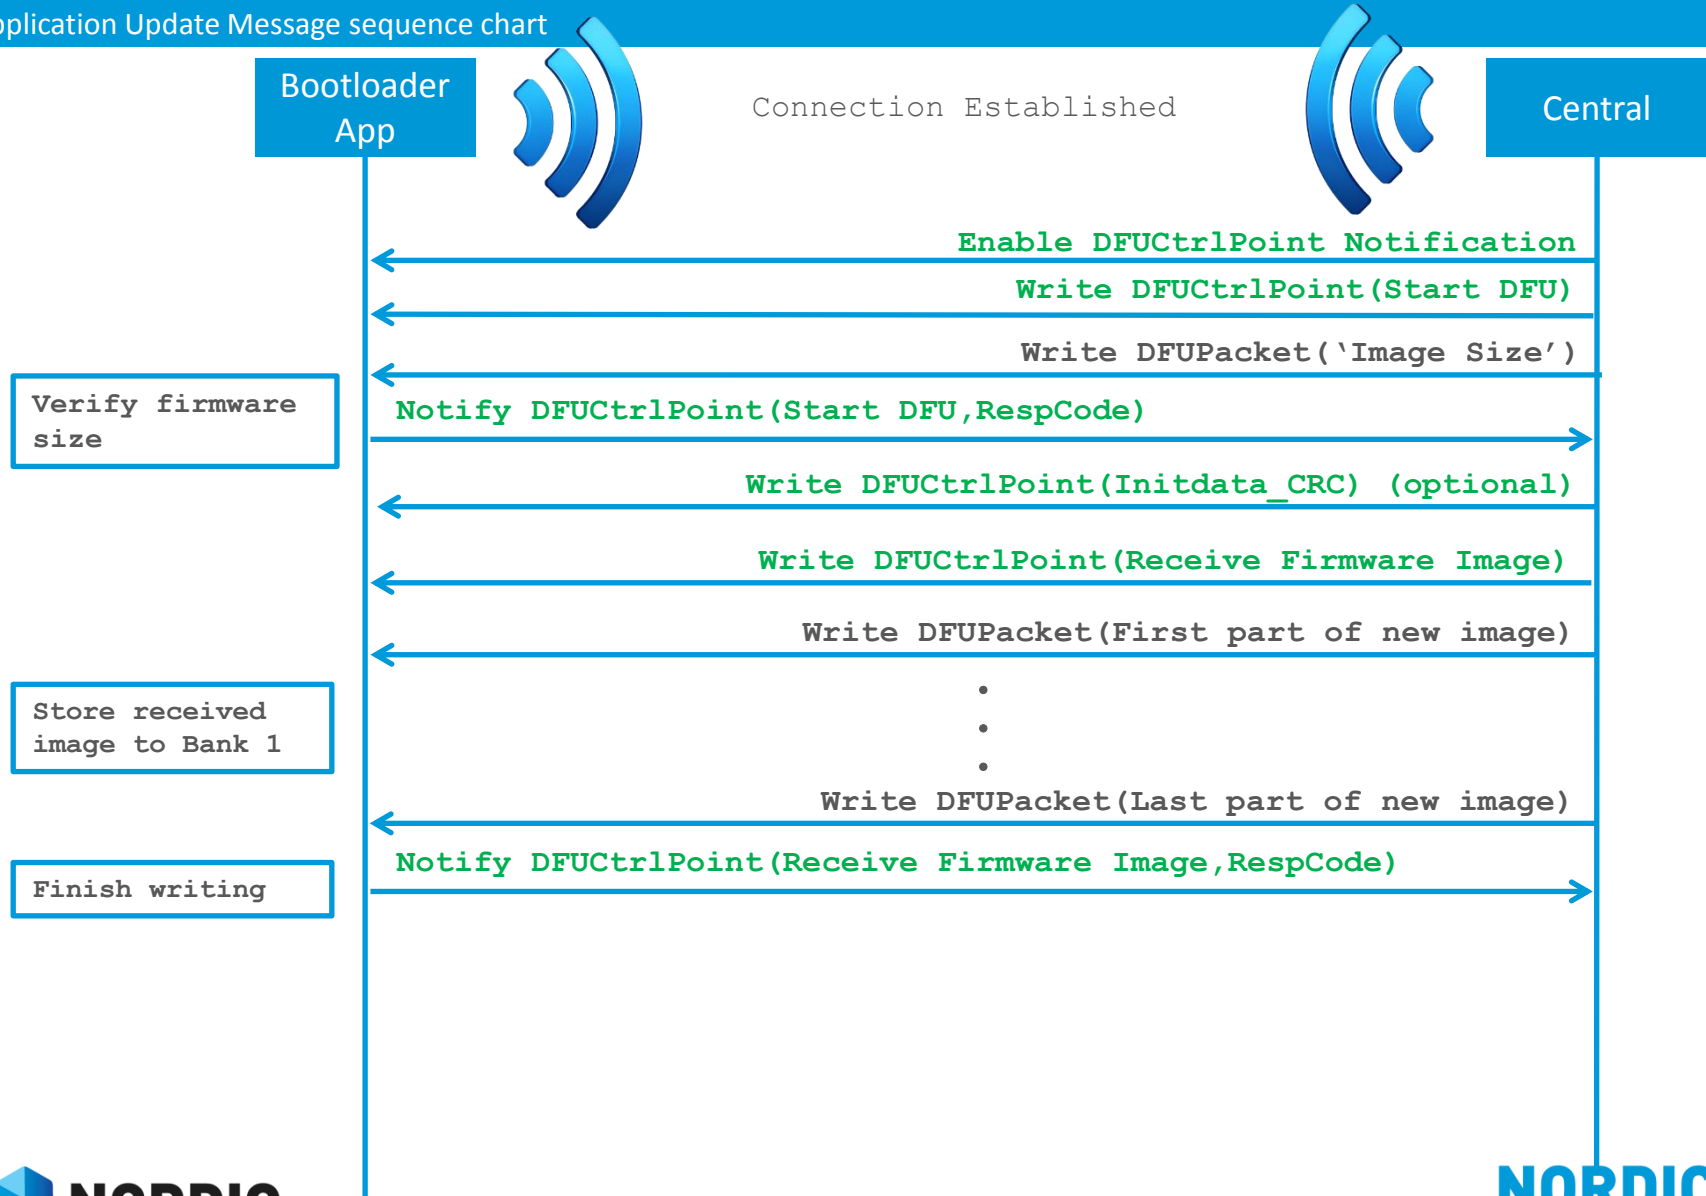 plication Update Message sequence chart
Bootloader
App
Connection Established
Central
Enable DFUCtrlPoint Notification
Write DFUCtrlPoint(Start DFU)
Write DFUPacket(‘Image Size’)
Verify firmware
size
Notify DFUCtrlPoint(Start DFU,RespCode)
Write DFUCtrlPoint(Initdata_CRC) (optional)
Write DFUCtrlPoint(Receive Firmware Image)
Write DFUPacket(First part of new image)
Store received
image to Bank 1
Write DFUPacket(Last part of new image)
Notify DFUCtrlPoint(Receive Firmware Image,RespCode)
Finish writing
NORDIC
NORDIC